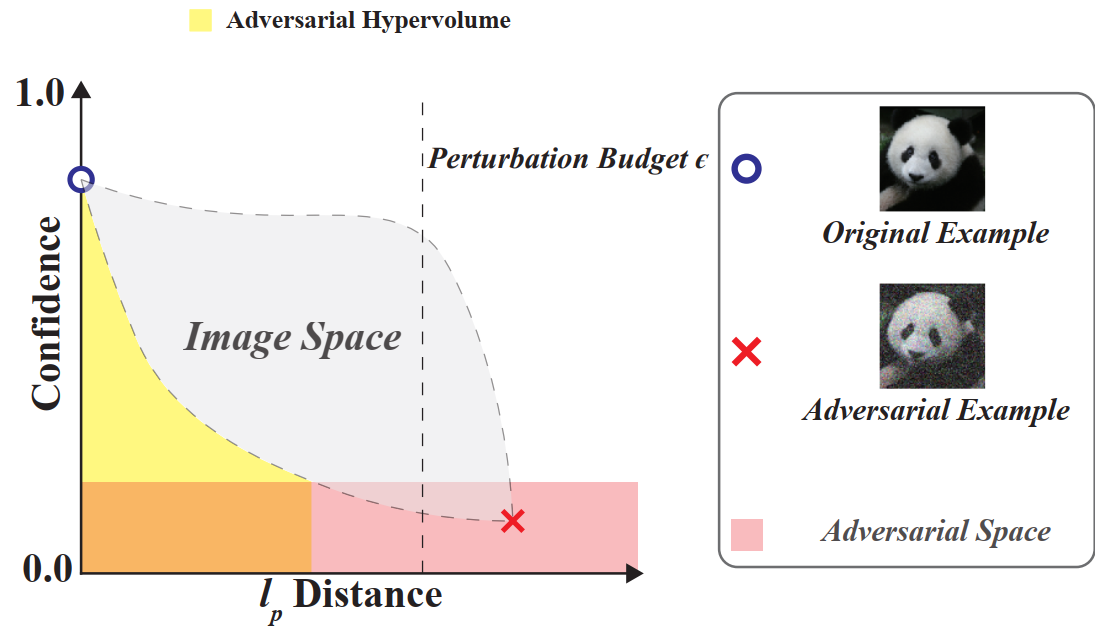 Adversarial Hypervolume
1.0
Perturbation Budget ϵ
Confidence
Image Space
0.0
l_p Distance
Original Example
Adversarial Example
Adversarial Space